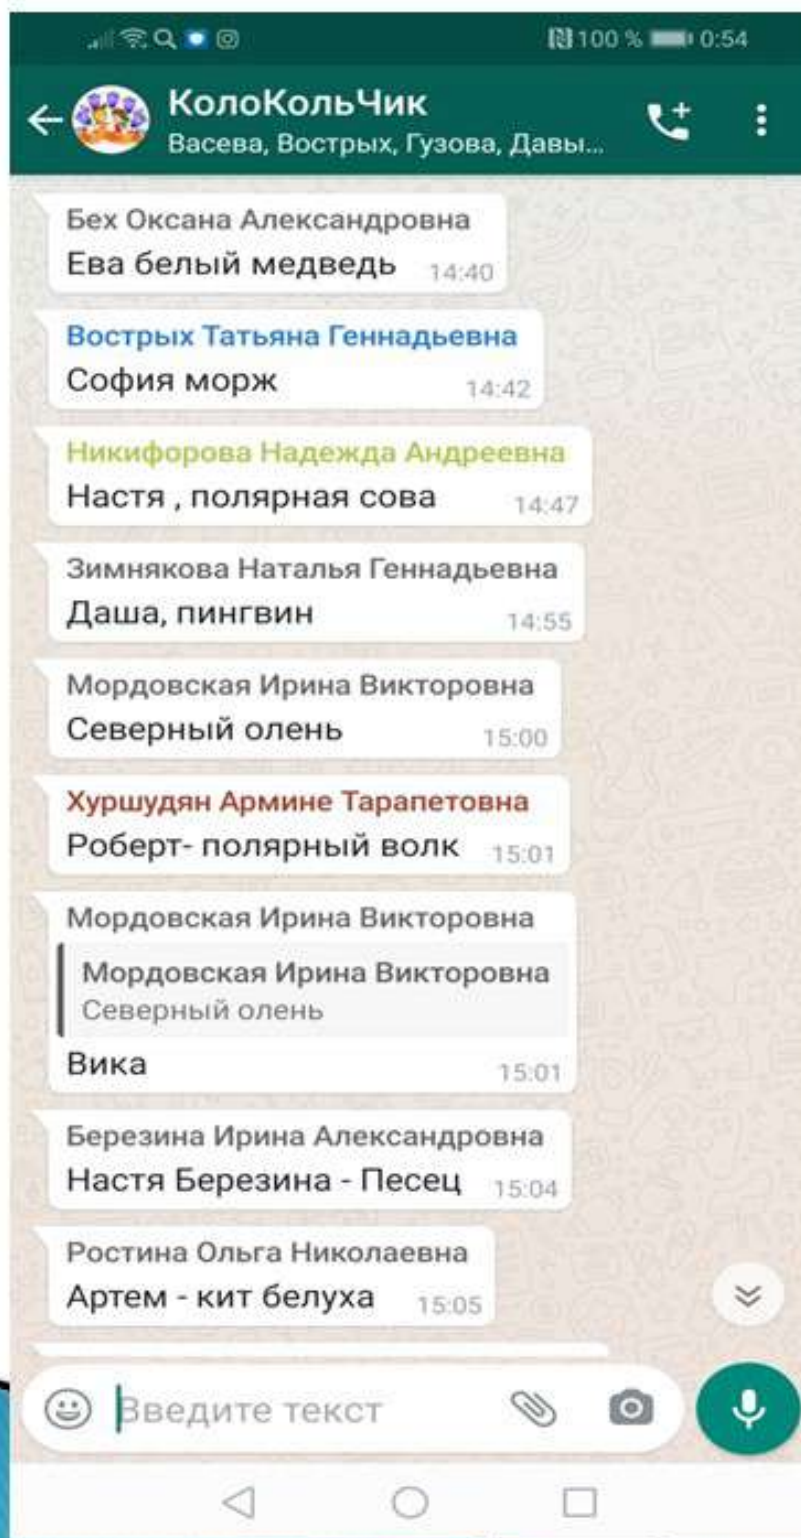 100 % 0:54
КолоКольЧик
Васева, Вострых, Гузова, Давы...
Бех Оксана Александровна
Ева белый медведь 14:40
Вострых Татьяна Геннадьевна
София морж 14:42
Никифорова Надежда Андреевна
Настя , полярная сова 14:47
Зимнякова Наталья Геннадьевна
Даша, пингвин 14:55
Мордовская Ирина Викторовна
Северный олень 15:00
Хуршудян Армине Тарапетовна
Роберт- полярный волк 15:01
Мордовская Ирина Викторовна
Мордовская Ирина Викторовна
Северный олень
Вика 15:01
Березина Ирина Александровна
Настя Березина - Песец 15:04
Ростина Ольга Николаевна
Артем - кит белуха 15:05
Введите текст